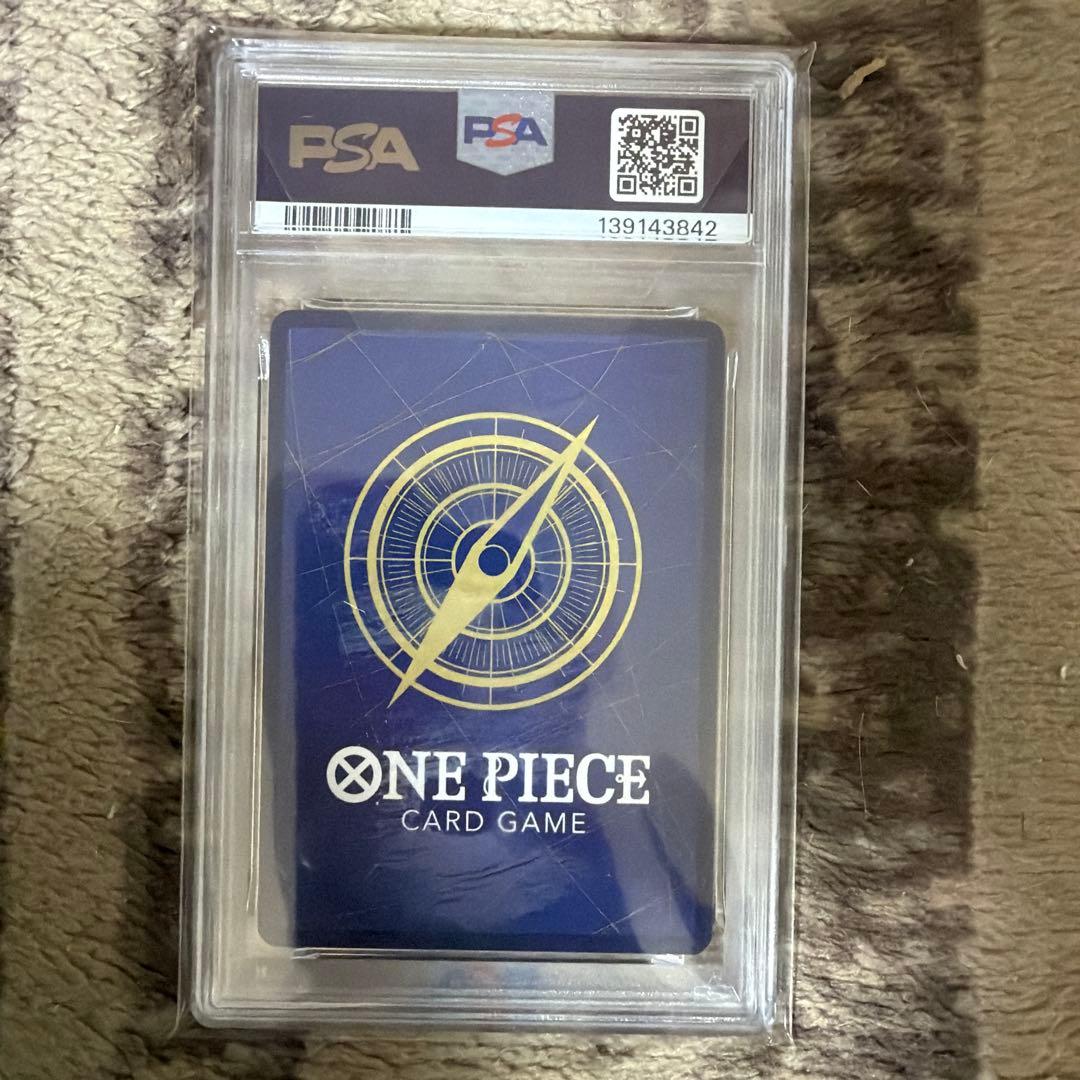 PSA
PSA
139143842
ONE PIECE
CARD GAME